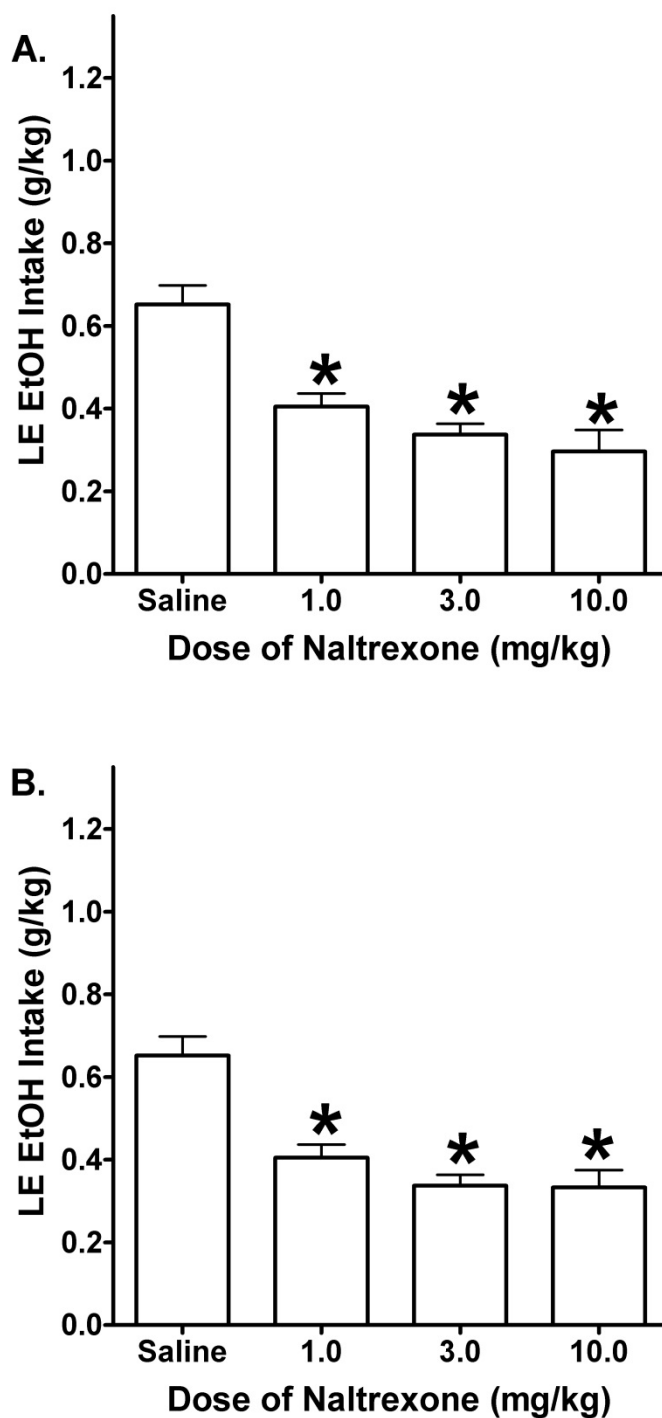 A.
LE EtOH Intake (g/kg)
1.2
1.0
0.8
0.6
0.4
0.2
0.0
* * *
Saline 1.0 3.0 10.0
Dose of Naltrexone (mg/kg)
B.
LE EtOH Intake (g/kg)
1.2
1.0
0.8
0.6
0.4
0.2
0.0
* * *
Saline 1.0 3.0 10.0
Dose of Naltrexone (mg/kg)